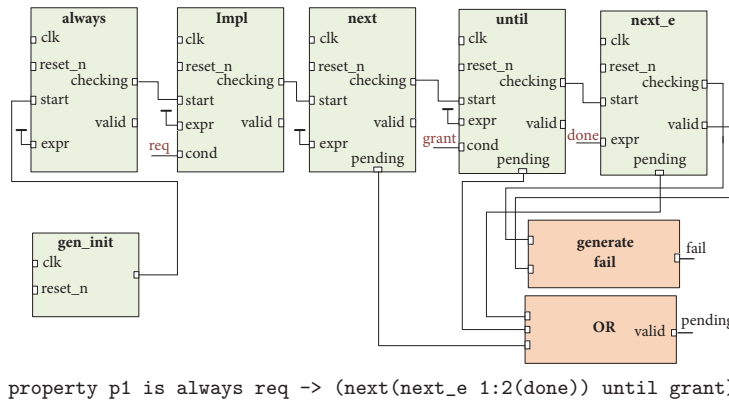 always
clk
reset_n
checking
start
valid
expr
Impl
clk
reset_n
checking
start
expr
valid
req
cond
next
clk
reset_n
checking
start
valid
expr
pending
until
clk
reset_n
checking
start
expr
valid
grant
cond
pending
next_e
clk
reset_n
checking
start
valid
done
expr
pending
gen_init
clk
reset_n
generate
fail
fail
OR
valid
pending
property p1 is always req -> (next(next_e 1:2(done)) until grant)